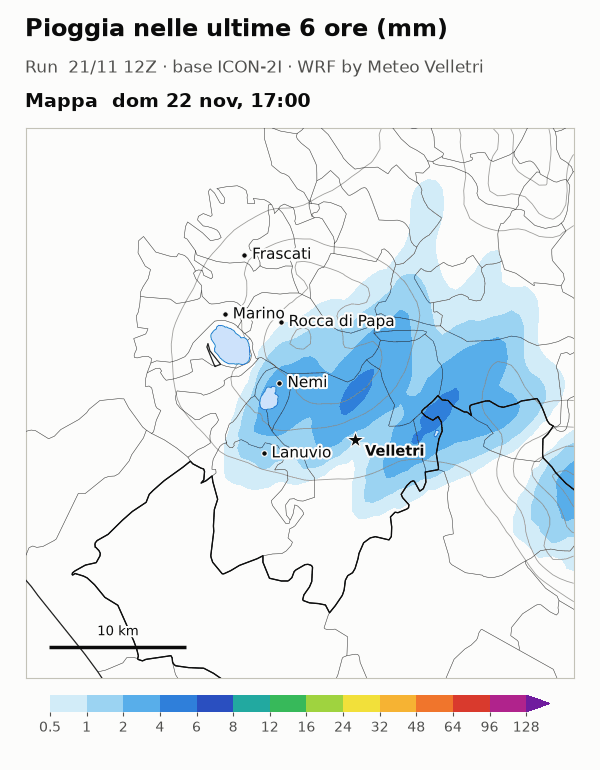 Pioggia nelle ultime 6 ore (mm)
Run  21/11 12Z · base ICON-2I · WRF by Meteo Velletri
Mappa  dom 22 nov, 17:00
Frascati
Marino
Rocca di Papa
Nemi
Velletri
Lanuvio
10 km
0.5 1 2 4 6 8 12 16 24 32 48 64 96 128